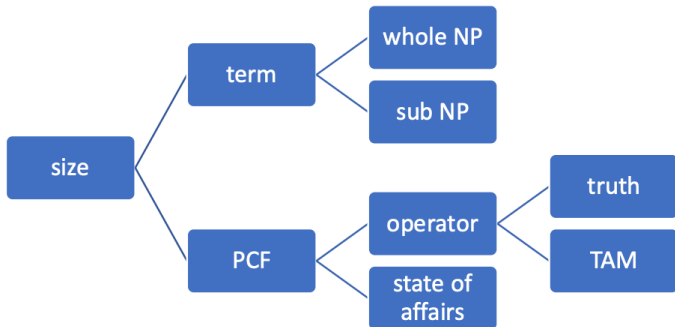 whole NP
term
sub NP
size
truth
operator
PCF
TAM
state of
affairs